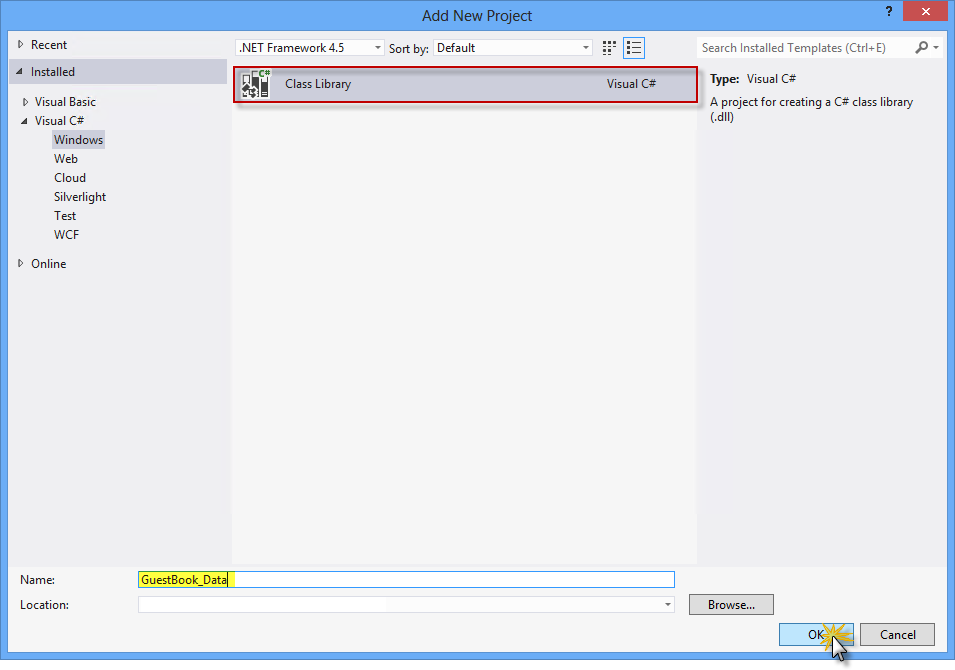 Add New Project
?
Recent
Installed
Visual Basic
Visual C#
Windows
Web
Cloud
Silverlight
Test
WCF
Online
.NET Framework 4.5
Sort by: Default
C# Class Library Visual C#
Search Installed Templates (Ctrl+E)
Type: Visual C#
A project for creating a C# class library
(.dll)
Name: GuestBook_Data
Location:
Browse...
OK
Cancel